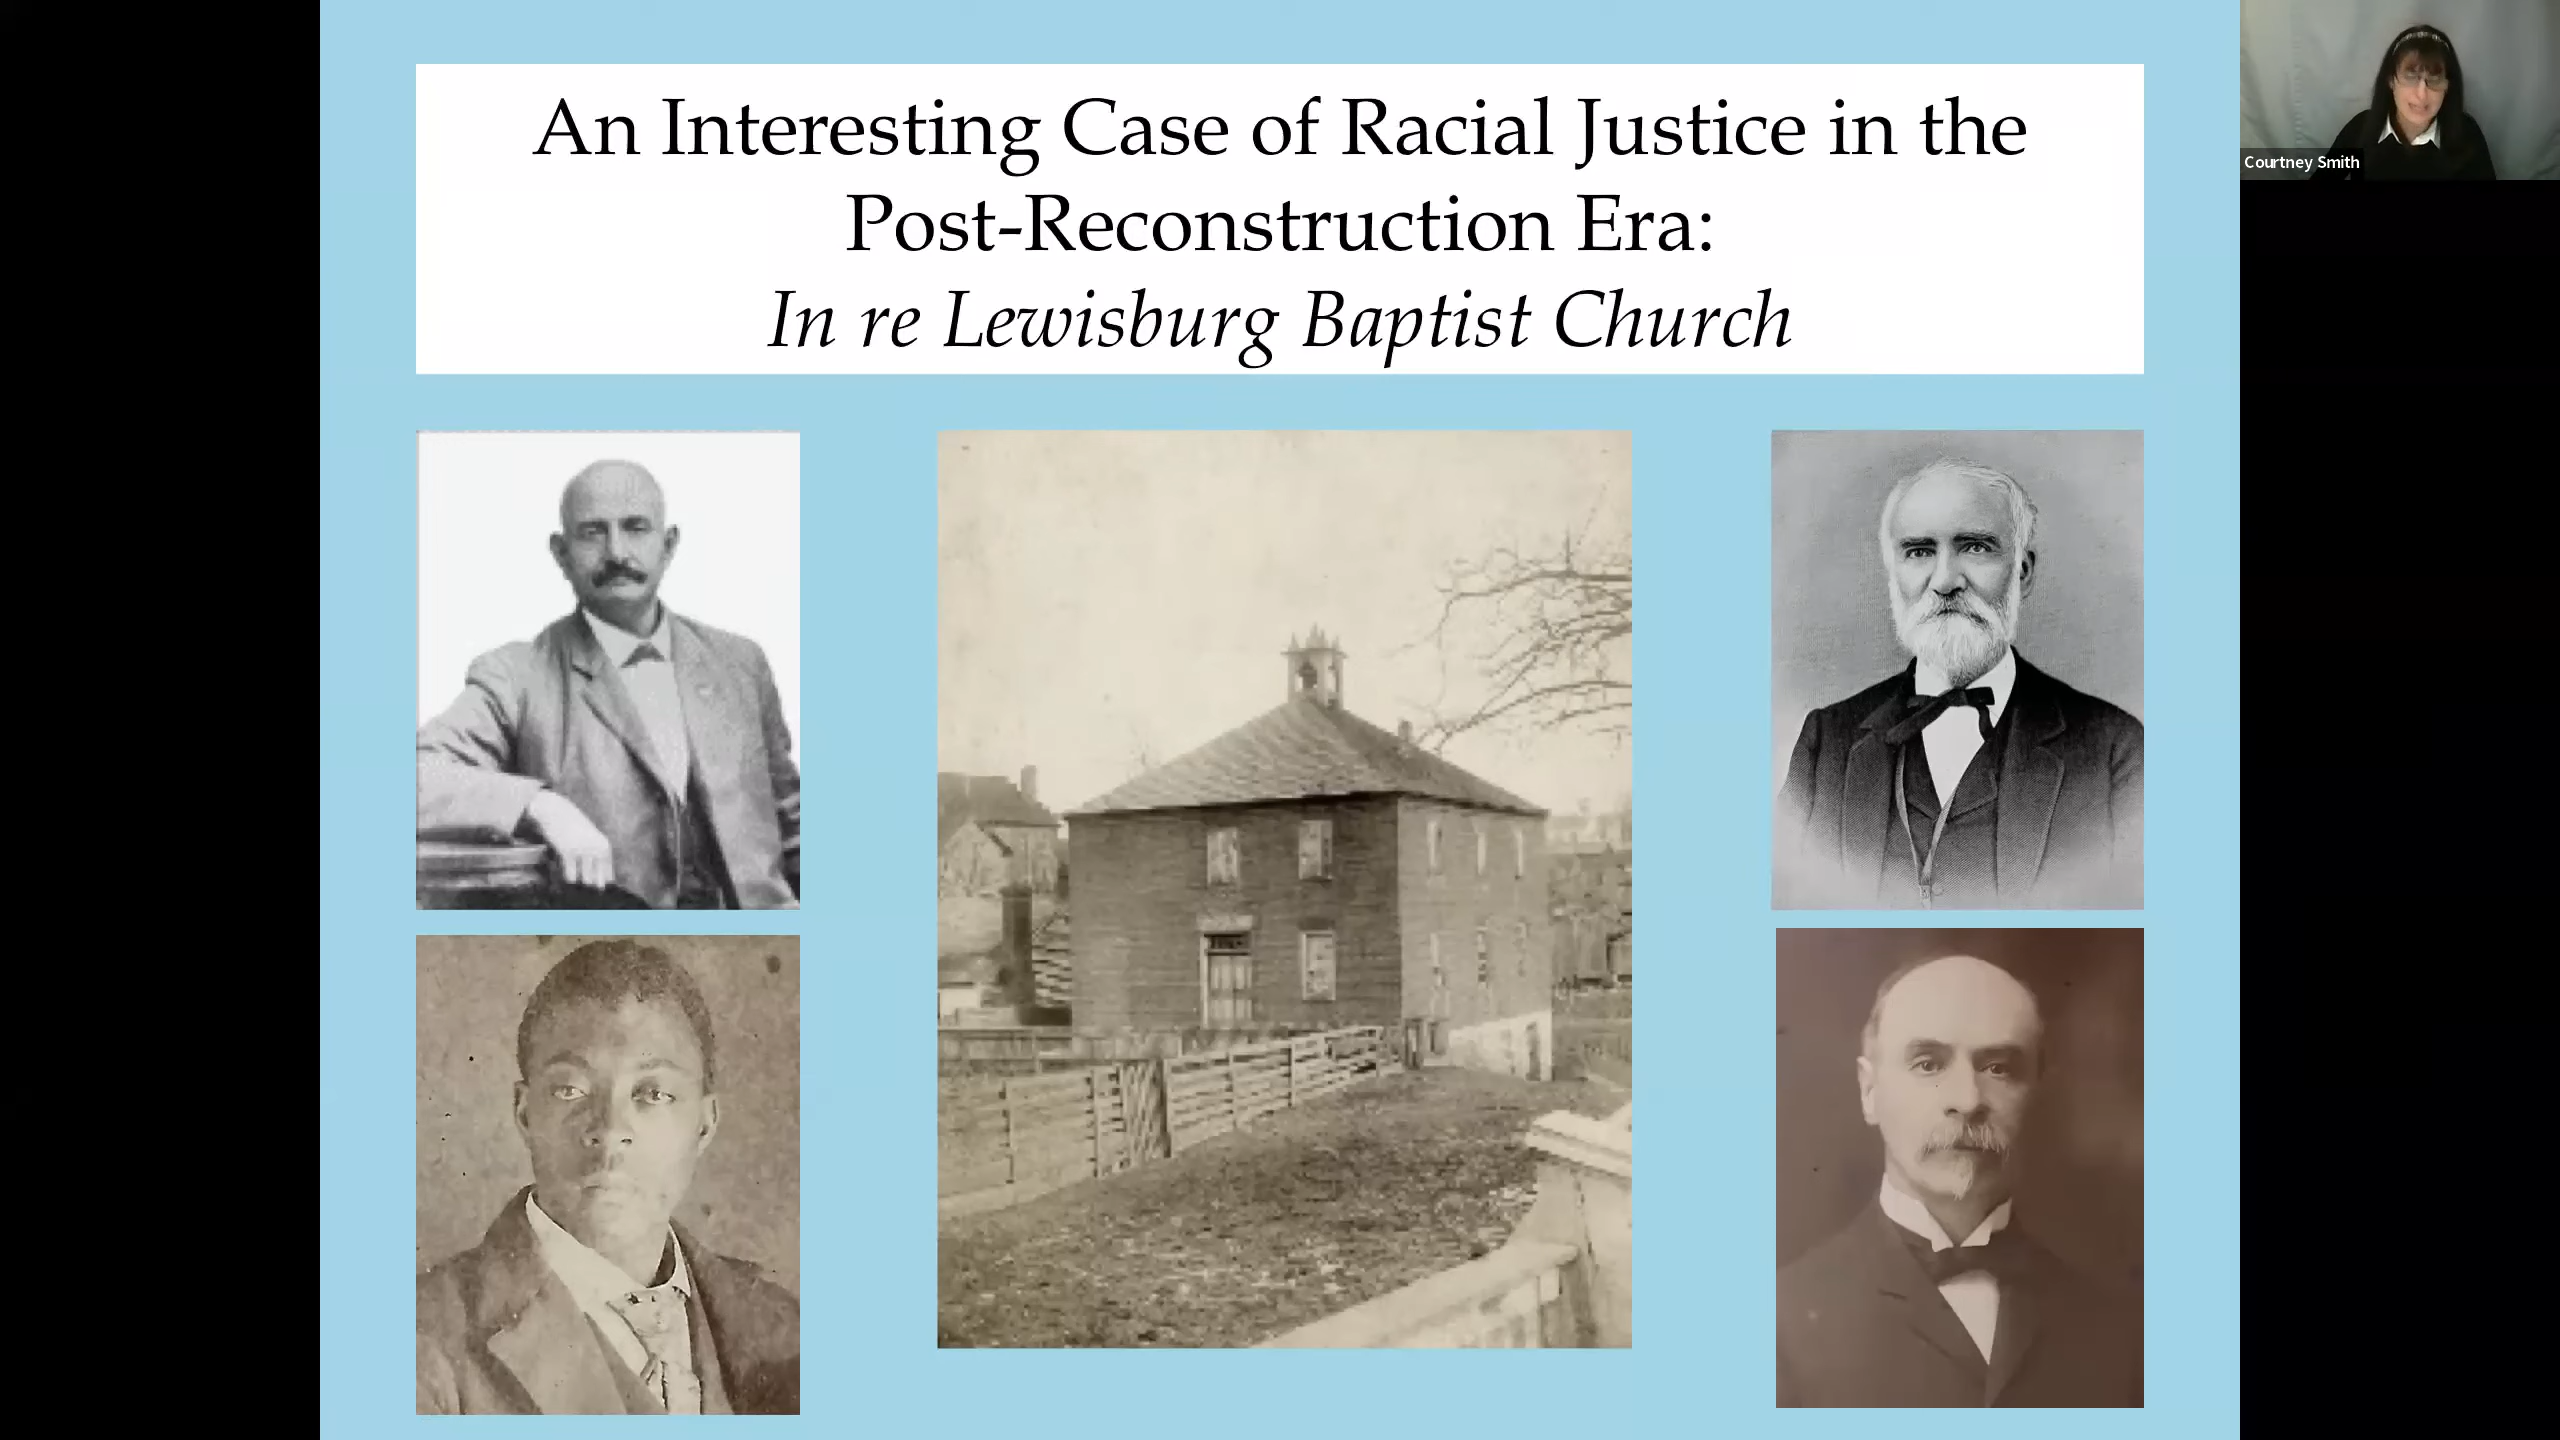 An Interesting Case of Racial Justice in the
Post-Reconstruction Era:
In re Lewisburg Baptist Church
Courtney Smith